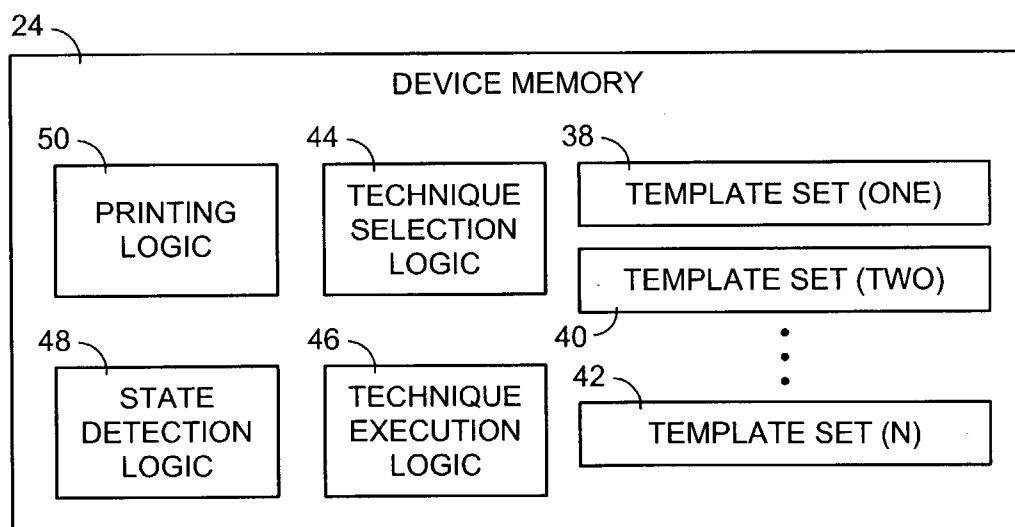 24
DEVICE MEMORY
50
PRINTING
LOGIC
44
TECHNIQUE
SELECTION
LOGIC
38
TEMPLATE SET (ONE)
TEMPLATE SET (TWO)
40
48
STATE
DETECTION
LOGIC
46
TECHNIQUE
EXECUTION
LOGIC
42
TEMPLATE SET (N)